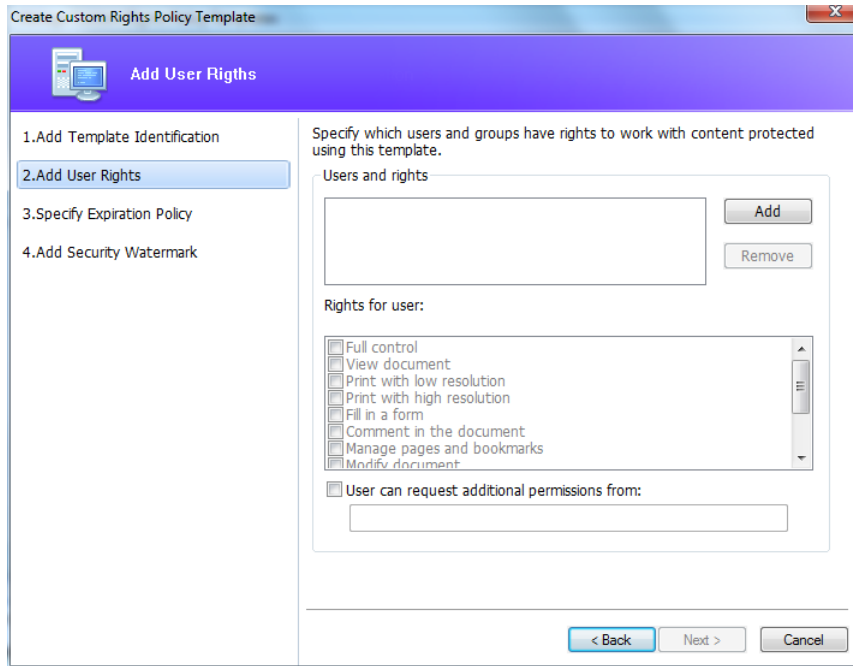 Create Custom Rights Policy Template
Add User Rigths
1.Add Template Identification
2.Add User Rights
3.Specify Expiration Policy
4.Add Security Watermark
Specify which users and groups have rights to work with content protected
using this template.
Users and rights
Add
Remove
Rights for user:
Full control
View document
Print with low resolution
Print with high resolution
Fill in a form
Comment in the document
Manage pages and bookmarks
Modify document
User can request additional permissions from:
< Back
Next >
Cancel